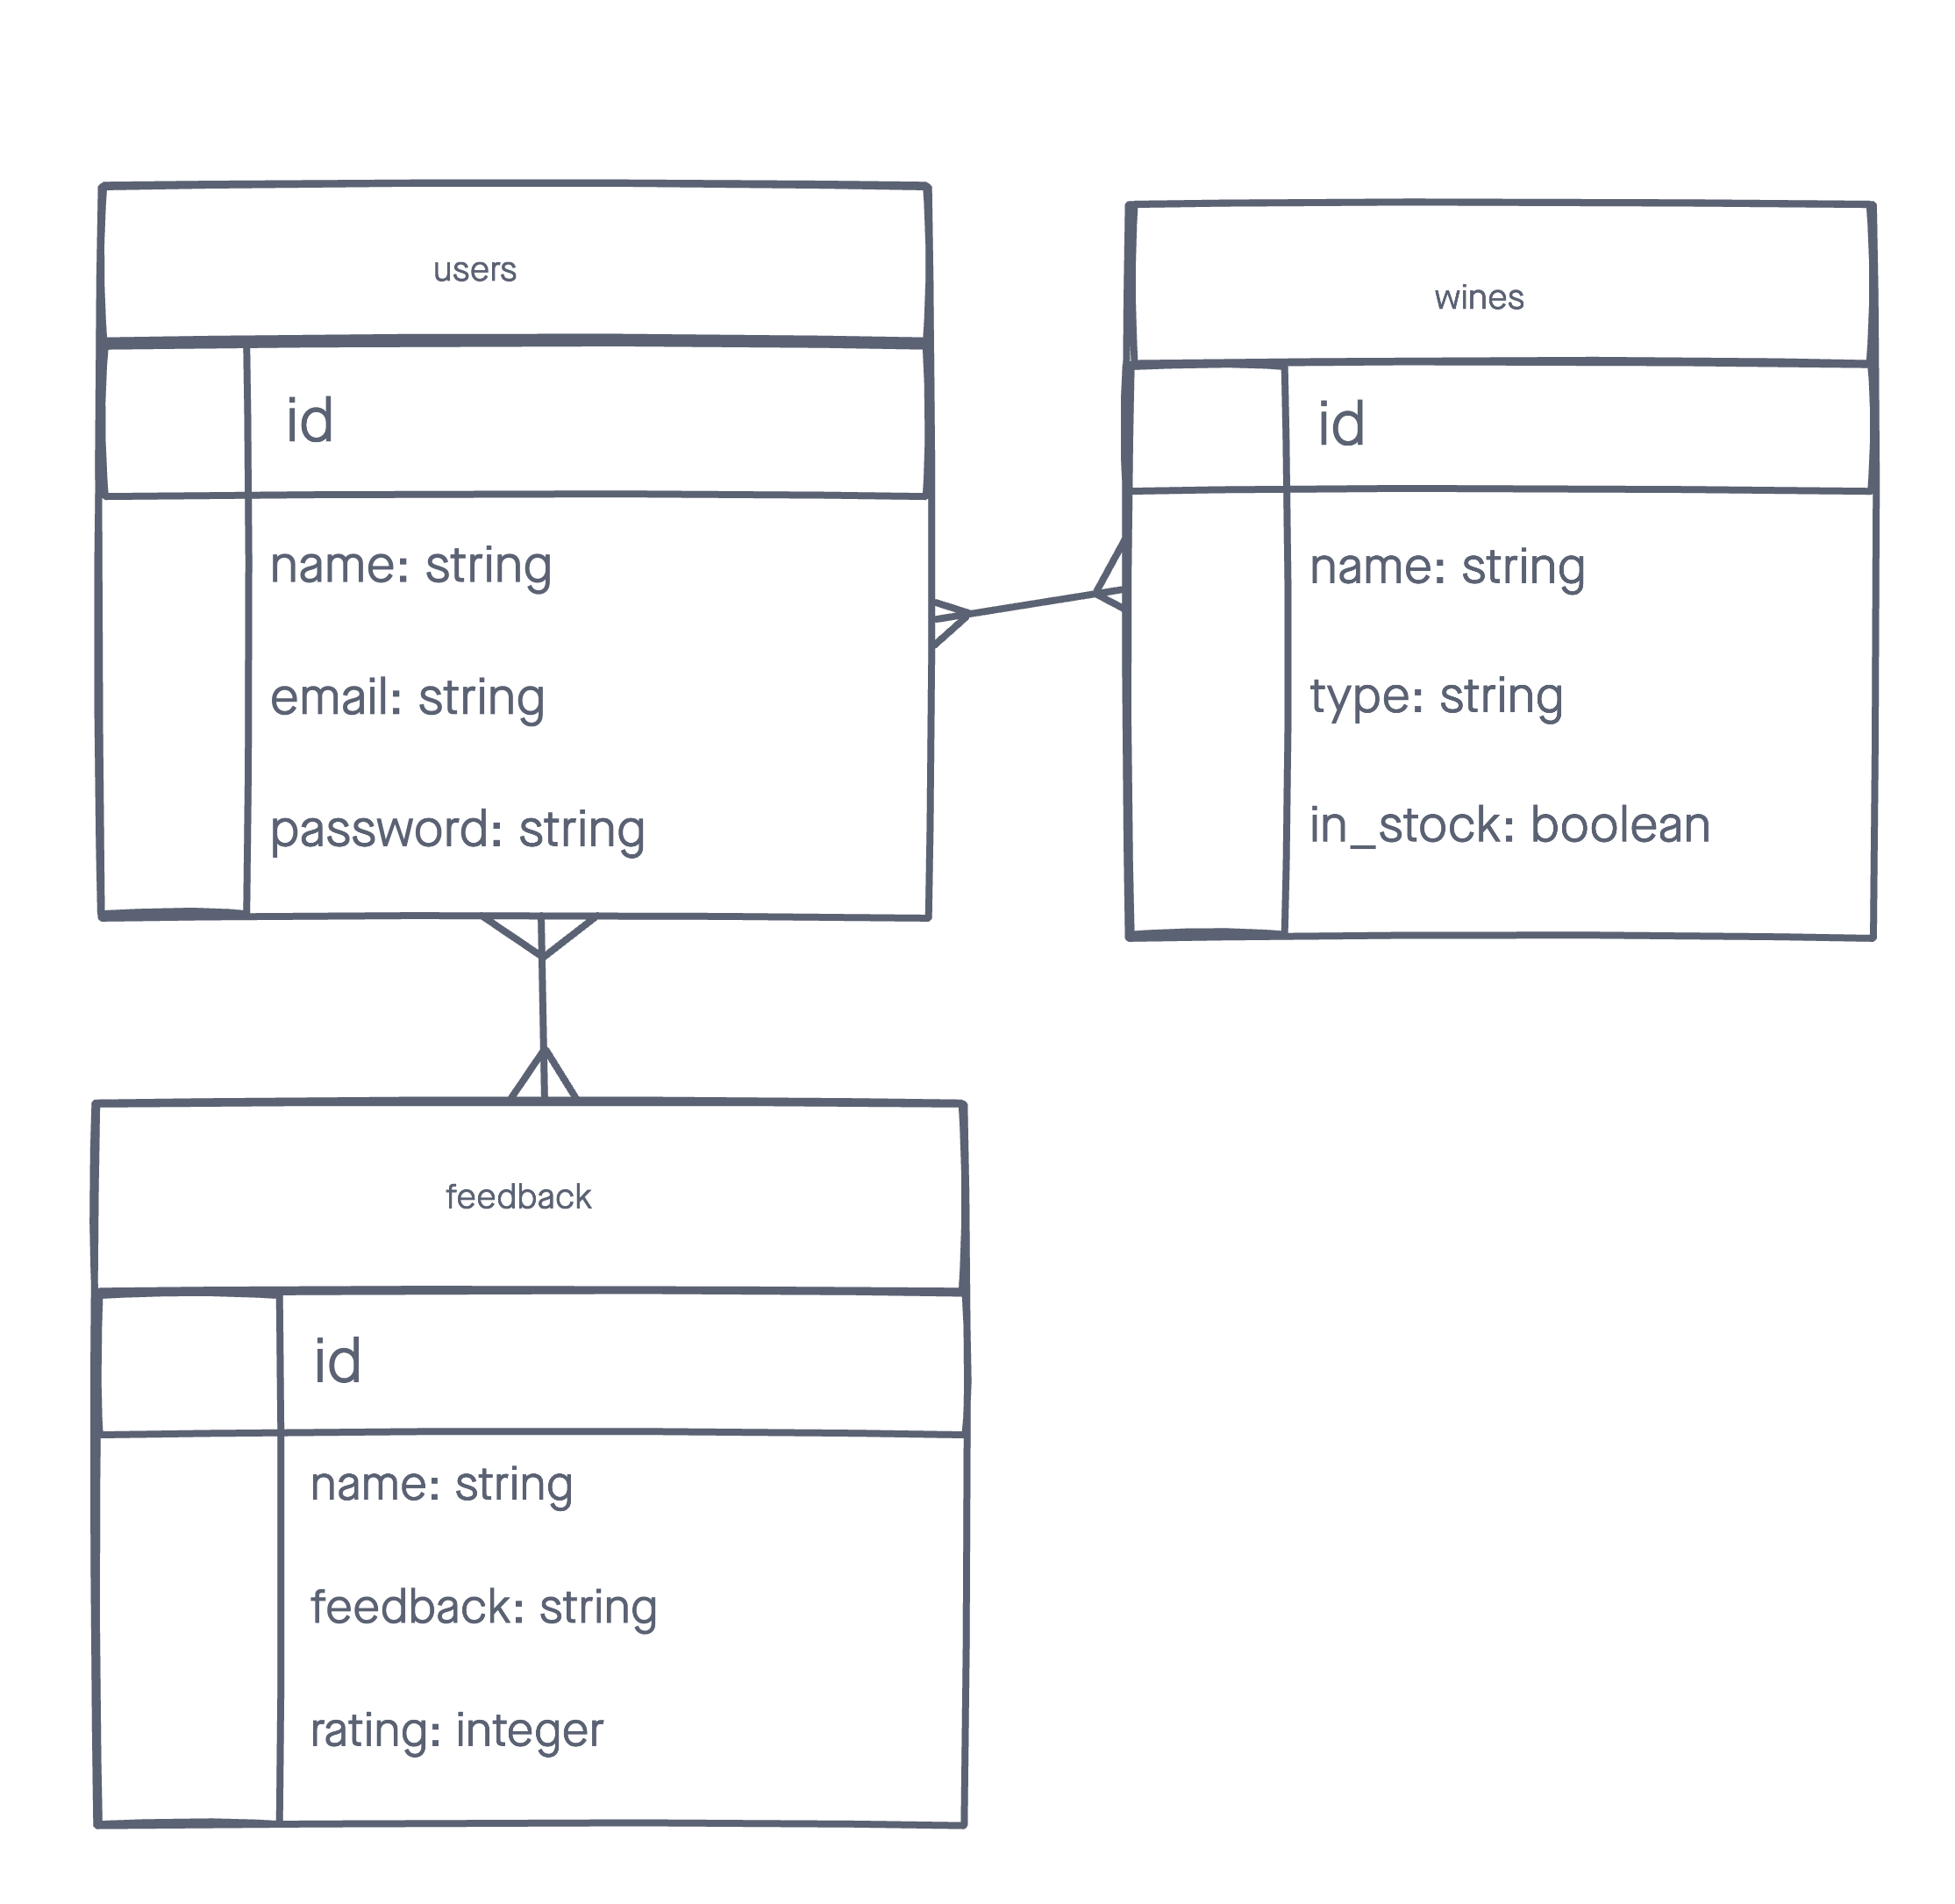 users
id
name: string
email: string
password: string
wines
id
name: string
type: string
in_stock: boolean
feedback
id
name: string
feedback: string
rating: integer